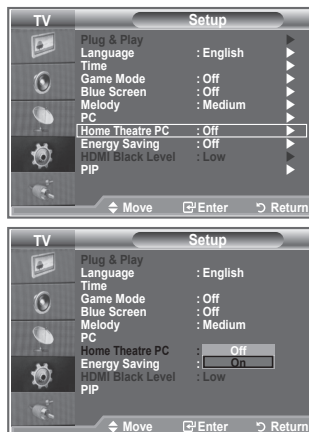 TV Setup
Plug & Play
Language : English
Time
Game Mode : Off
Blue Screen : Off
Melody : Medium
PC
Home Theatre PC : Off
Energy Saving : Off
HDMI Black Level : Low
PIP
Move Enter Return
TV Setup
Plug & Play
Language : English
Time
Game Mode : Off
Blue Screen : Off
Melody : Medium
PC
Home Theatre PC : Off
Energy Saving : On
HDMI Black Level : Low
PIP
Move Enter Return